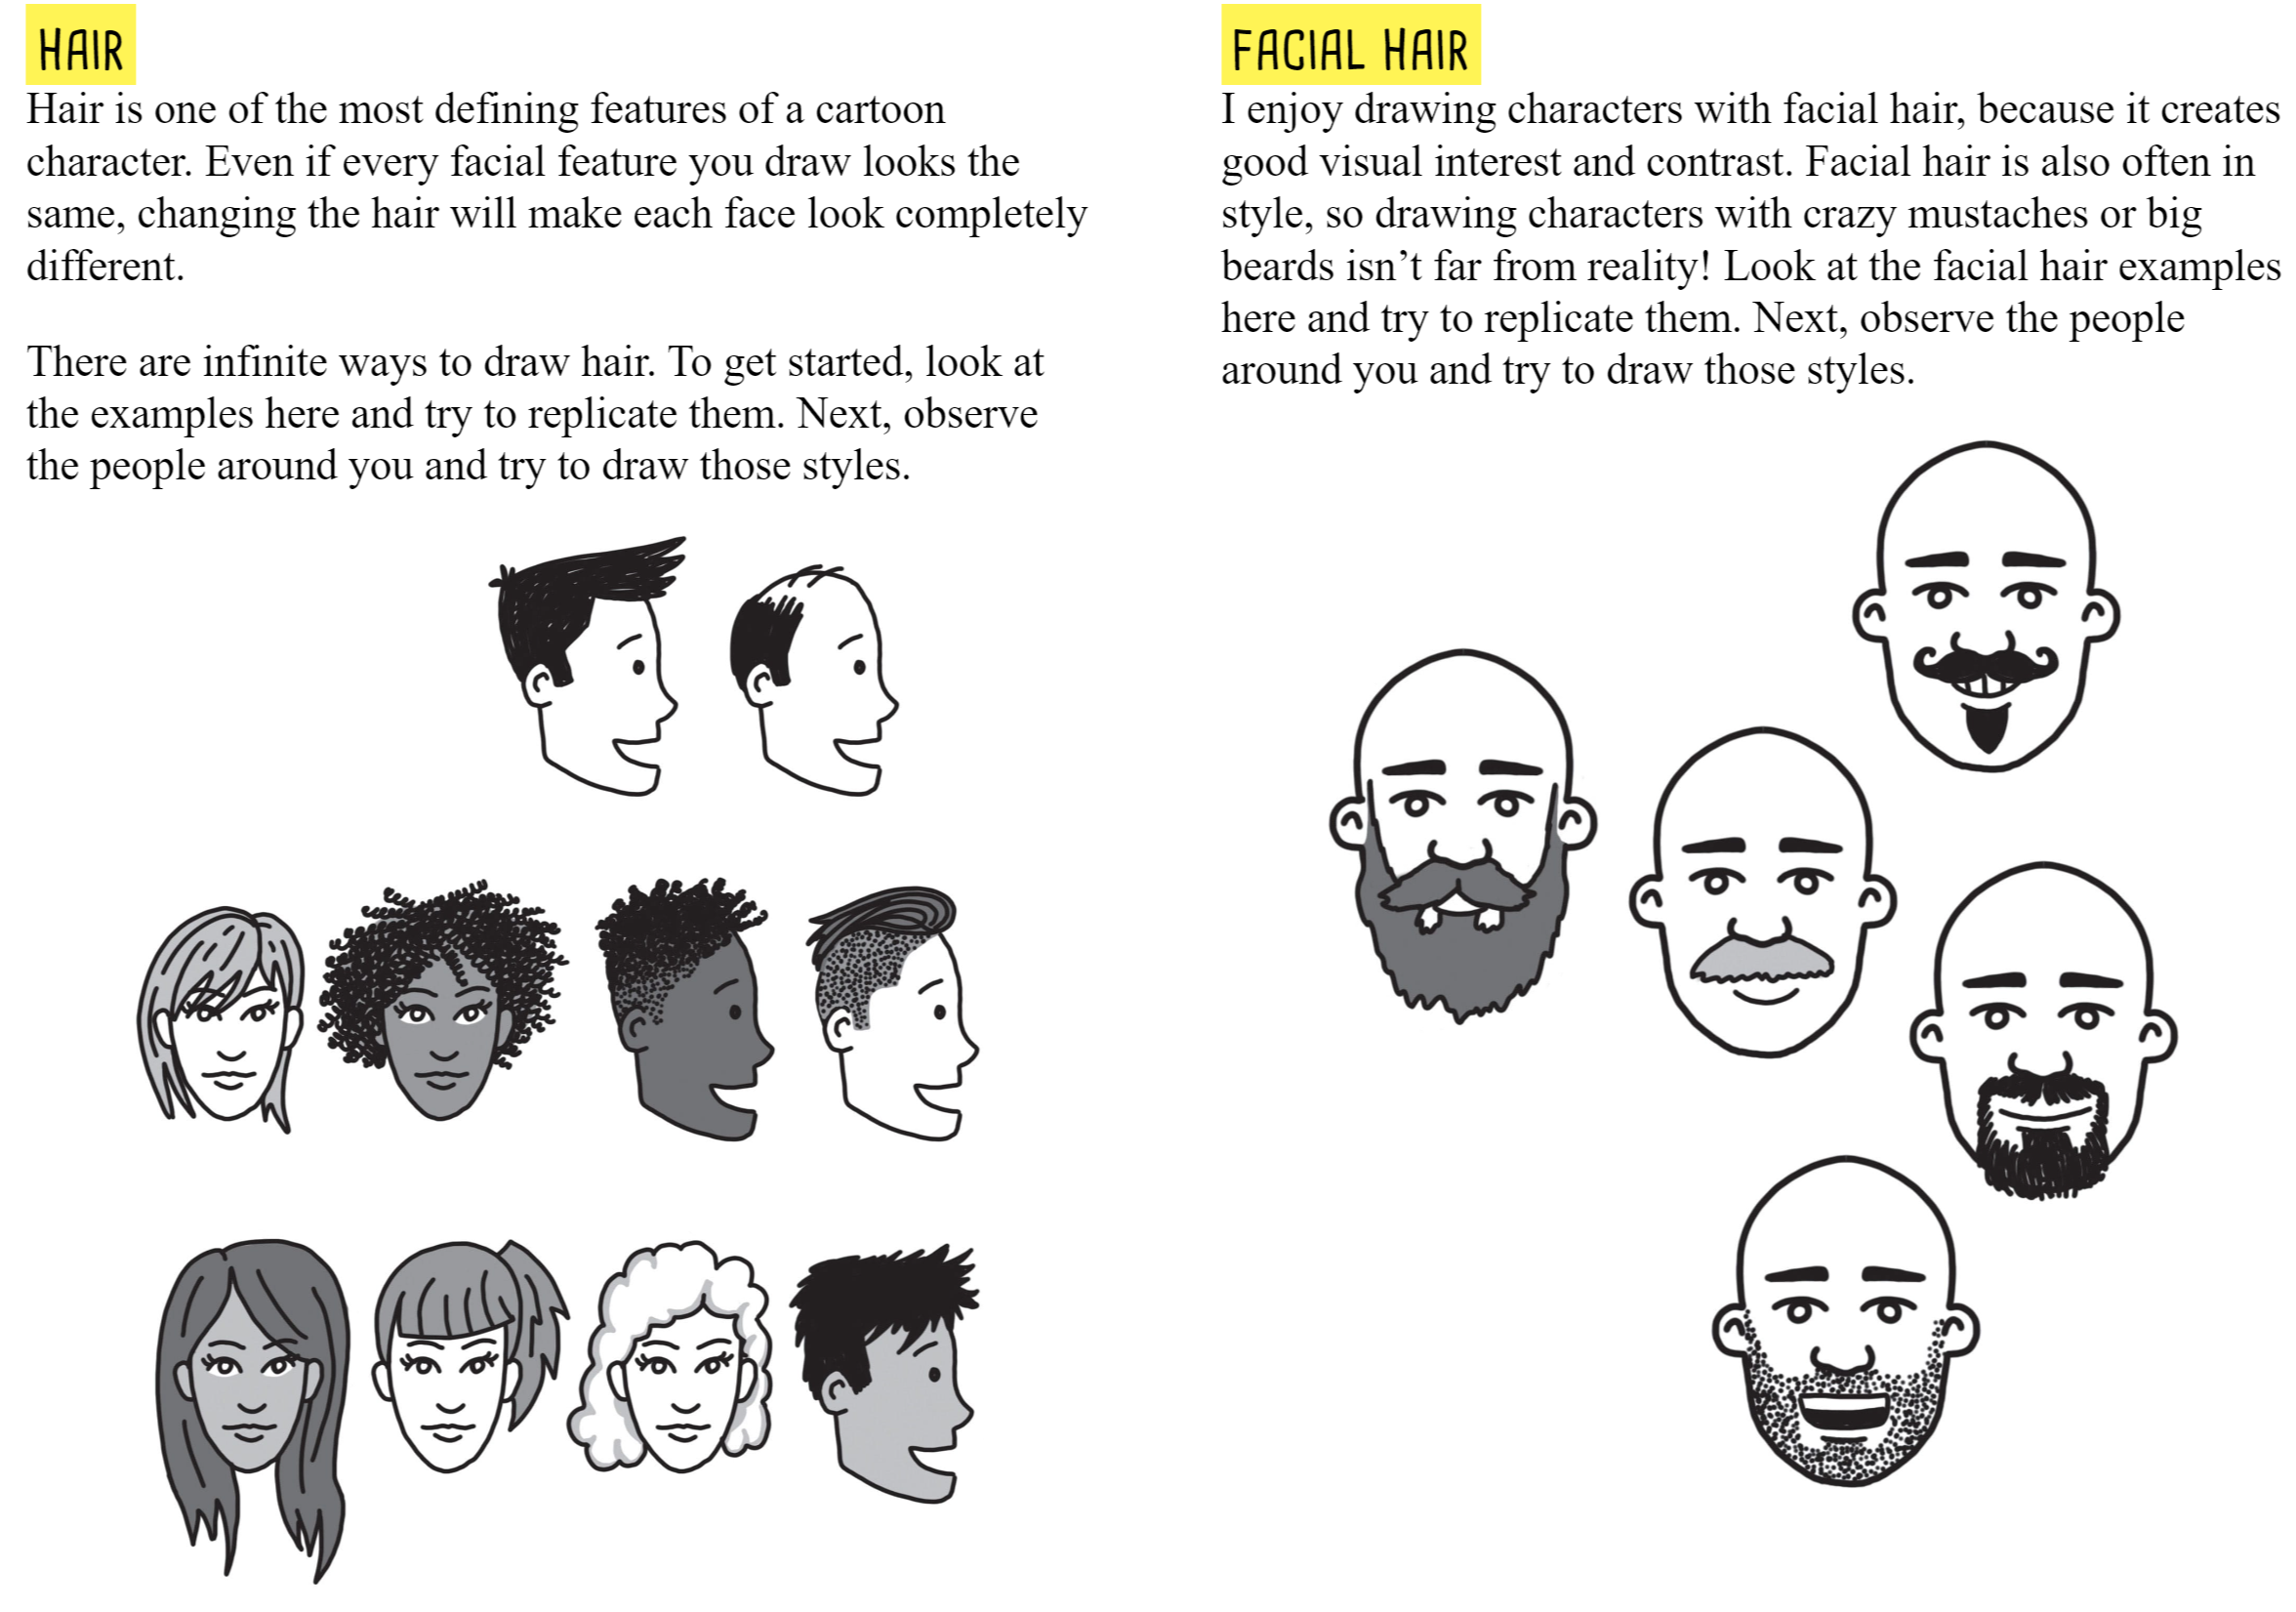 HAIR
Hair is one of the most defining features of a cartoon
character. Even if every facial feature you draw looks the
same, changing the hair will make each face look completely
different.
There are infinite ways to draw hair. To get started, look at
the examples here and try to replicate them. Next, observe
the people around you and try to draw those styles.
FACIAL HAIR
I enjoy drawing characters with facial hair, because it creates
good visual interest and contrast. Facial hair is also often in
style, so drawing characters with crazy mustaches or big
beards isn’t far from reality! Look at the facial hair examples
here and try to replicate them. Next, observe the people
around you and try to draw those styles.